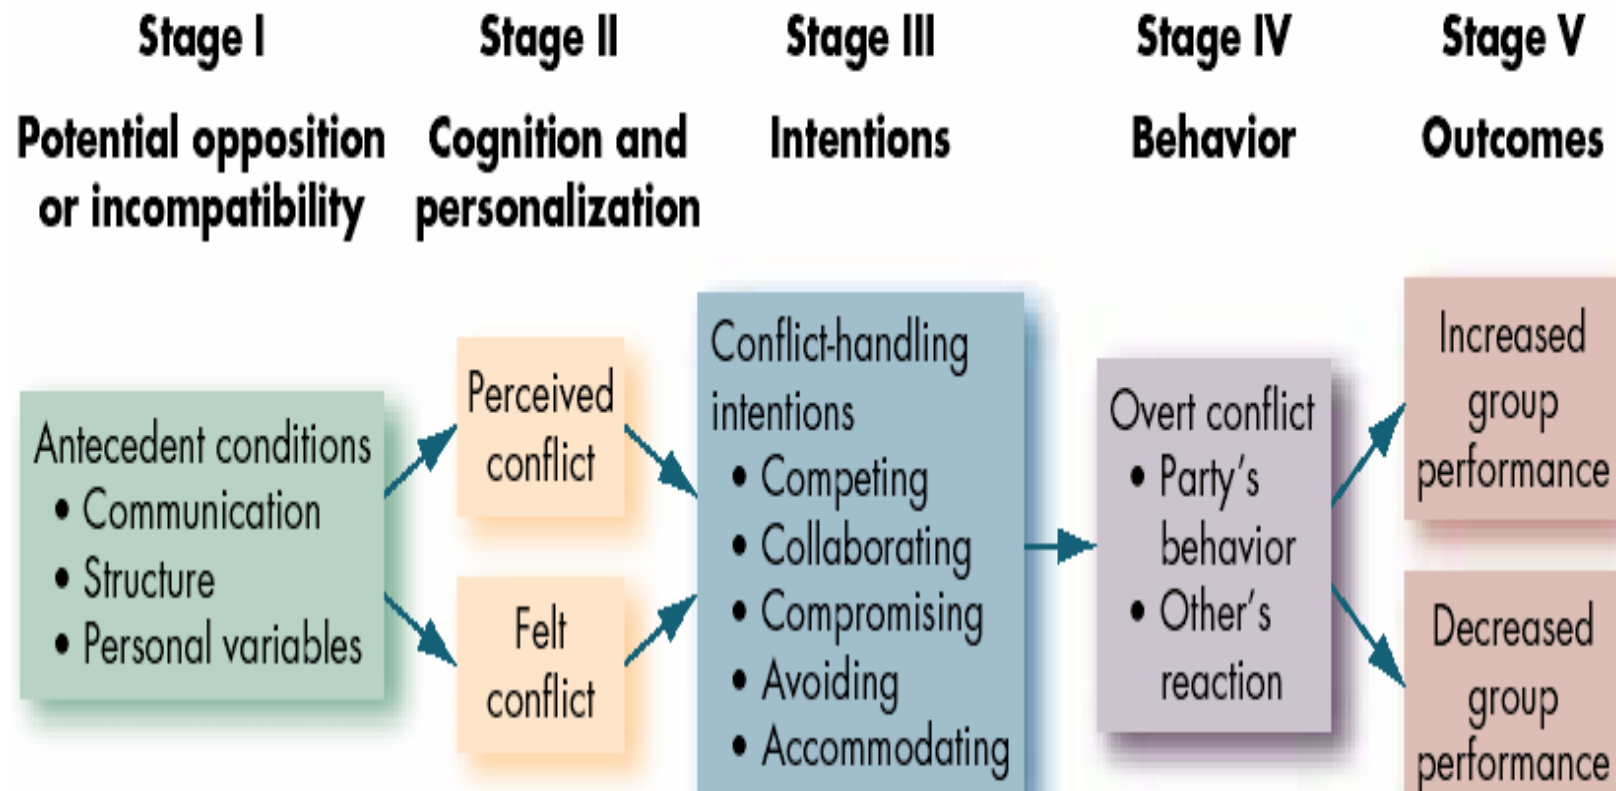 Stage I
Stage II
Stage III
Stage IV
Stage V
Potential opposition
or incompatibility
Cognition and
personalization
Intentions
Behavior
Outcomes
Antecedent conditions
• Communication
• Structure
• Personal variables
Perceived
conflict
Felt
conflict
Conflict-handling
intentions
• Competing
• Collaborating
• Compromising
• Avoiding
• Accommodating
Overt conflict
• Party's
behavior
• Other's
reaction
Increased
group
performance
Decreased
group
performance